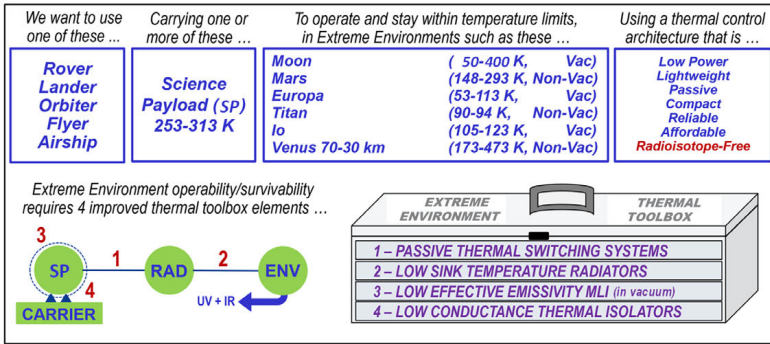 We want to use
one of these ...
Rover
Lander
Orbiter
Flyer
Airship
Carrying one or
more of these ...
Science
Payload (SP)
253-313 K
To operate and stay within temperature limits,
in Extreme Environments such as these ...
Moon ( 50-400 K, Vac)
Mars (148-293 K, Non-Vac)
Europa (53-113 K, Vac)
Titan (90-94 K, Non-Vac)
Io (105-123 K, Vac)
Venus 70-30 km (173-473 K, Non-Vac)
Using a thermal control
architecture that is ...
Low Power
Lightweight
Passive
Compact
Reliable
Affordable
Radioisotope-Free
Extreme Environment operability/survivability
requires 4 improved thermal toolbox elements ...
3
SP
1
RAD
2
ENV
4
CARRIER
UV + IR
EXTREME
ENVIRONMENT
THERMAL
TOOLBOX
1 – PASSIVE THERMAL SWITCHING SYSTEMS
2 – LOW SINK TEMPERATURE RADIATORS
3 – LOW EFFECTIVE EMISSIVITY MLI (in vacuum)
4 – LOW CONDUCTANCE THERMAL ISOLATORS